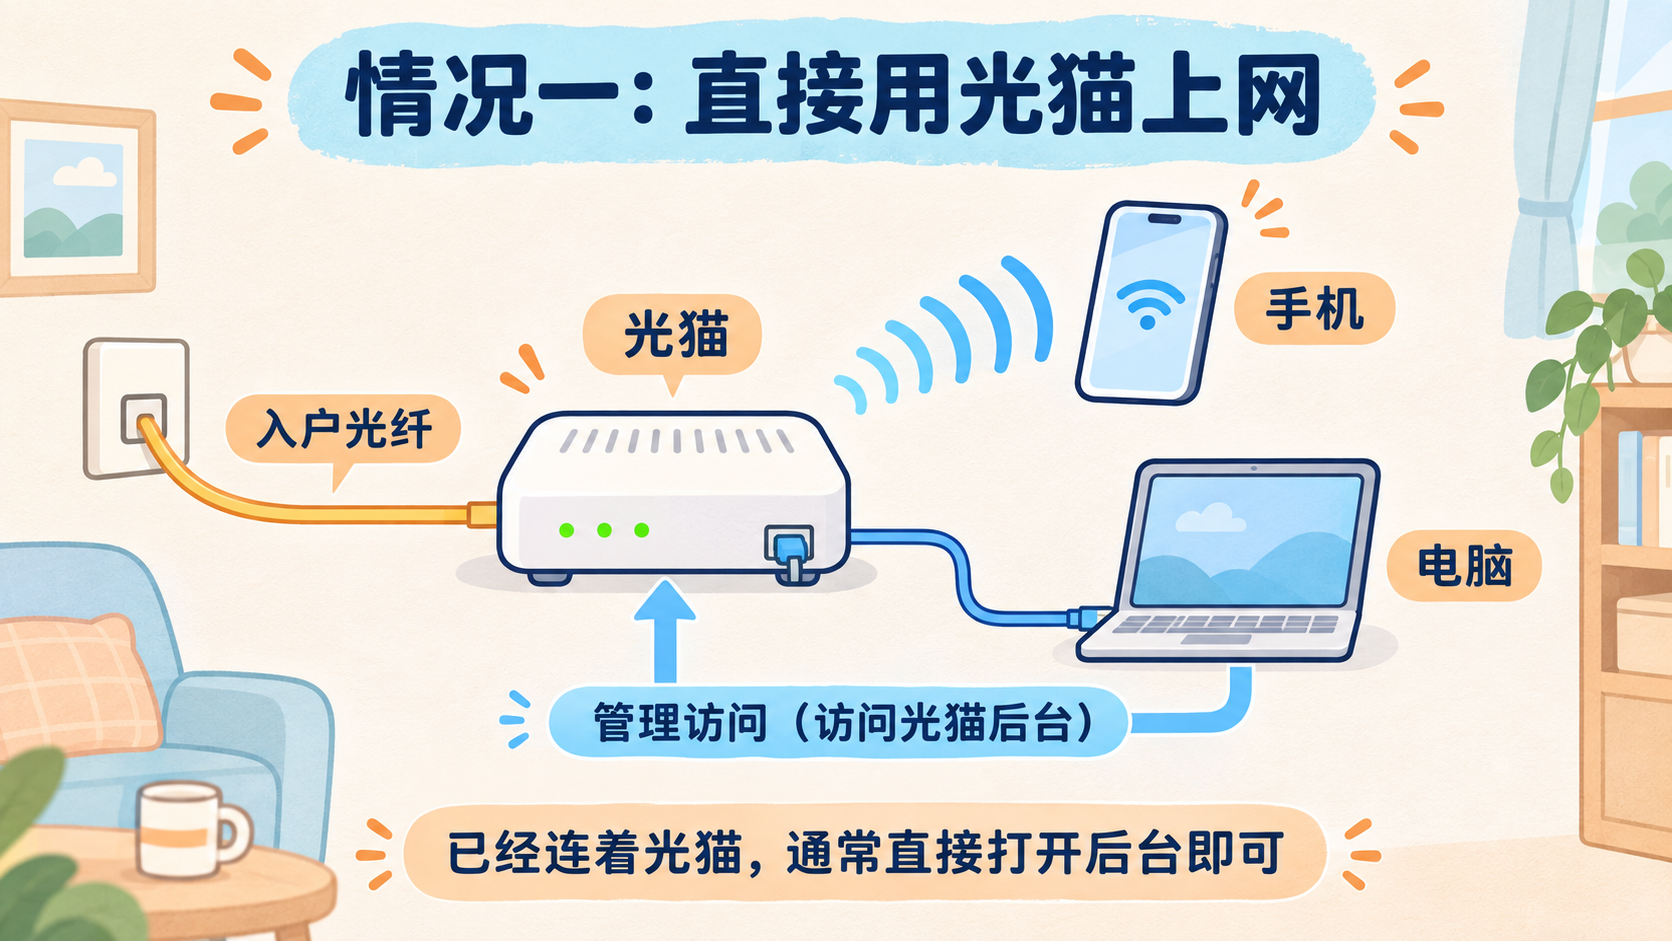 情况一：直接用光猫上网
光猫
手机
入户光纤
电脑
管理访问（访问光猫后台）
已经连着光猫，通常直接打开后台即可